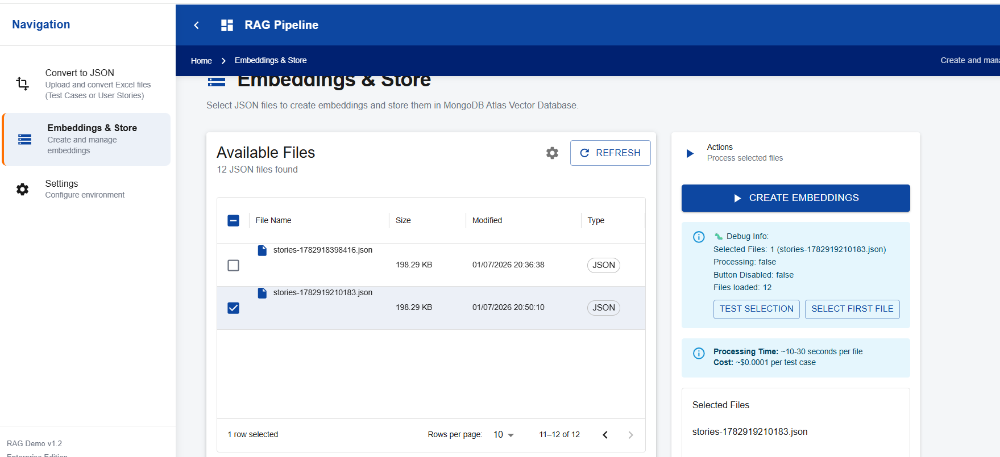 Navigation
RAG Pipeline
Home
Embeddings & Store
Create and mana
Convert to JSON
Upload and convert Excel files
(Test Cases or User Stories)
Embeddings & Store
Create and manage
embeddings
Settings
Configure environment
RAG Demo v1.2
Enterprise Edition
Embeddings & Store
Select JSON files to create embeddings and store them in MongoDB Atlas Vector Database.
Available Files
12 JSON files found
REFRESH
File Name Size Modified Type
stories-1782918398416.json 198.29 KB 01/07/2026 20:36:38 JSON
stories-1782919210183.json 198.29 KB 01/07/2026 20:50:10 JSON
1 row selected Rows per page: 10 11–12 of 12
Actions
Process selected files
CREATE EMBEDDINGS
🐛 Debug Info:
Selected Files: 1 (stories-1782919210183.json)
Processing: false
Button Disabled: false
Files loaded: 12
TEST SELECTION SELECT FIRST FILE
Processing Time: ~10-30 seconds per file
Cost: ~$0.0001 per test case
Selected Files
stories-1782919210183.json